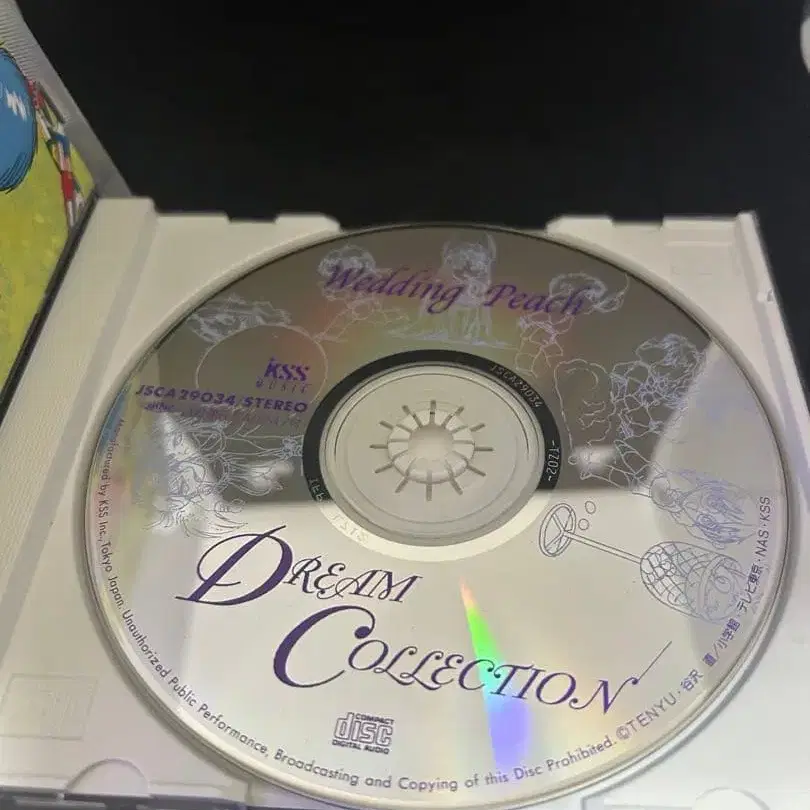 Wedding Peach
KSS
MUSIC
JSCA29034/STEREO
JSCA29034
-TZ02-
DREAM
COLLECTION
COMPACT
disc
DIGITAL AUDIO
Manufactured by KSS Inc., Tokyo Japan. Unauthorized Public Performance, Broadcasting and Copying of this Disc Prohibited. ©TENYU・谷沢 直/小学館・テレビ東京・NAS・KSS